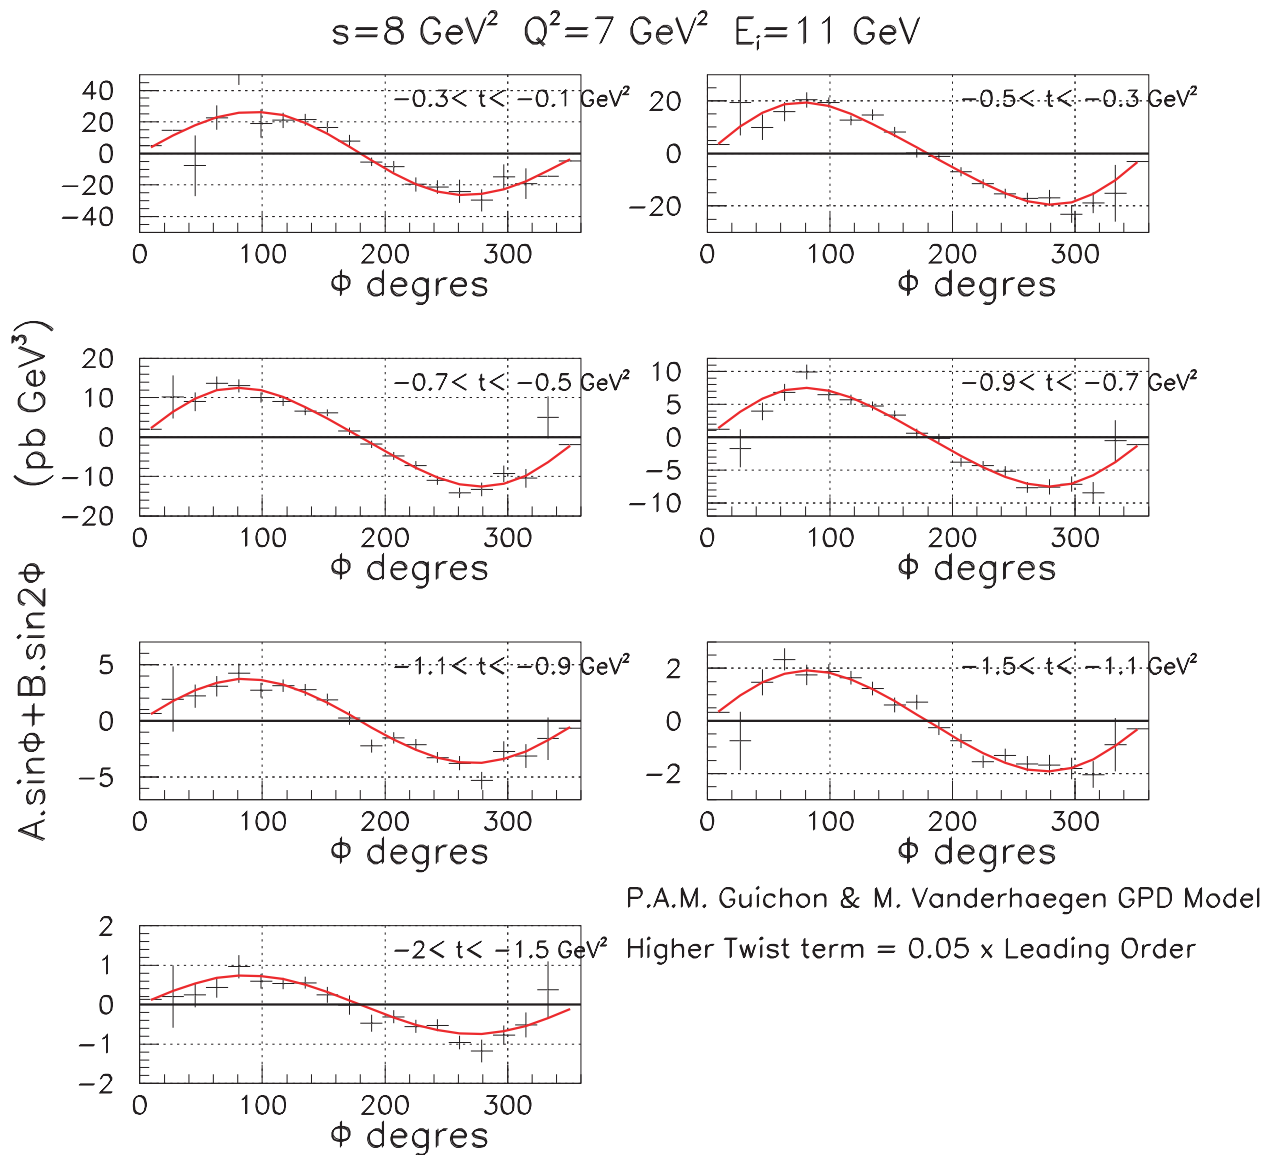 s=8 GeV² Q²=7 GeV² Eᵢ=11 GeV
A.sinΦ+B.sin2Φ (pb GeV³)
−0.3< t< −0.1 GeV²
40
20
0
−20
−40
0 100 200 300
Φ degres
−0.5< t< −0.3 GeV²
20
0
−20
0 100 200 300
Φ degres
−0.7< t< −0.5 GeV²
20
10
0
−10
−20
0 100 200 300
Φ degres
−0.9< t< −0.7 GeV²
10
5
0
−5
−10
0 100 200 300
Φ degres
−1.1< t< −0.9 GeV²
5
0
−5
0 100 200 300
Φ degres
−1.5< t< −1.1 GeV²
2
0
−2
0 100 200 300
Φ degres
−2< t< −1.5 GeV²
2
1
0
−1
−2
0 100 200 300
Φ degres
P.A.M. Guichon & M. Vanderhaegen GPD Model
Higher Twist term = 0.05 x Leading Order